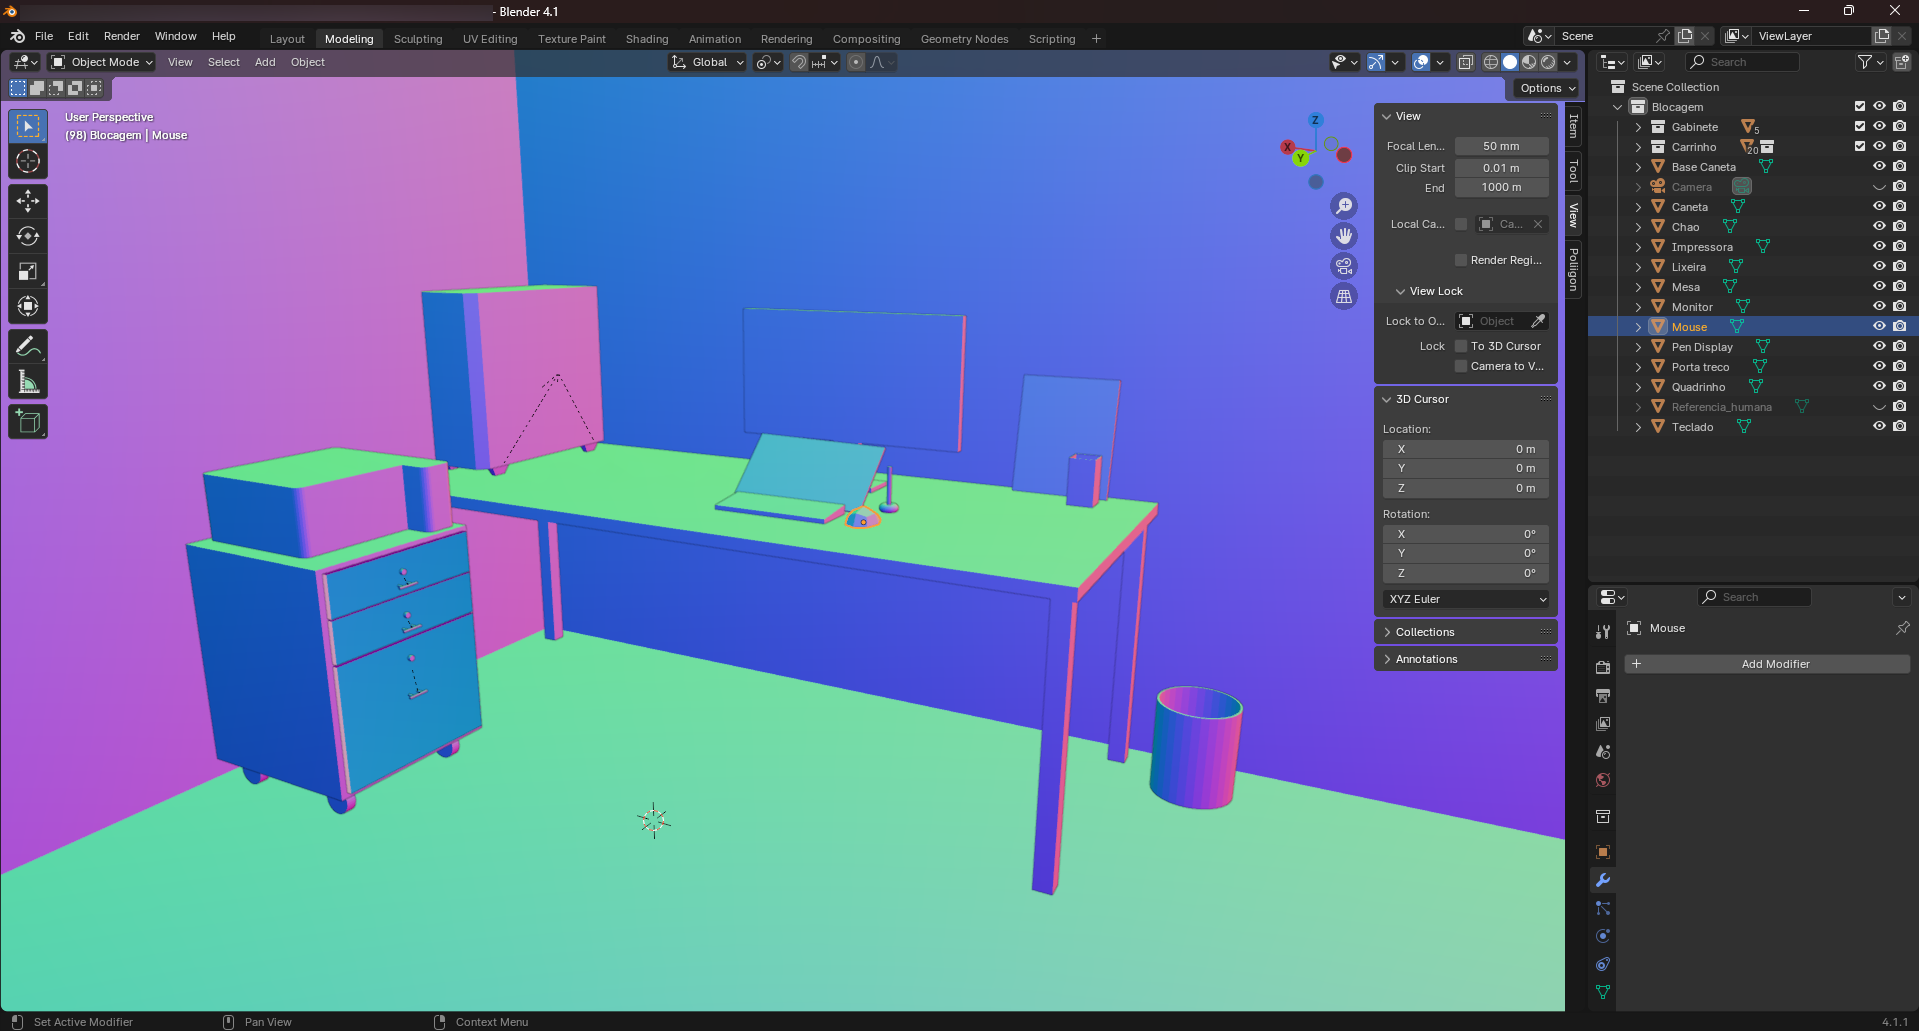 - Blender 4.1
File Edit Render Window Help Layout Modeling Sculpting UV Editing Texture Paint Shading Animation Rendering Compositing Geometry Nodes Scripting + Scene ViewLayer
Object Mode View Select Add Object Global Search
Options
User Perspective
(98) Blocagem | Mouse
Z
X
Y
View
Focal Len... 50 mm
Clip Start 0.01 m
End 1000 m
Local Ca... Ca...
Render Regi...
View Lock
Lock to O... Object
Lock To 3D Cursor
Camera to V...
3D Cursor
Location:
X 0 m
Y 0 m
Z 0 m
Rotation:
X 0°
Y 0°
Z 0°
XYZ Euler
Collections
Annotations
Item
Tool
View
Poliigon
Scene Collection
Blocagem
Gabinete 5
Carrinho 20
Base Caneta
Camera
Caneta
Chao
Impressora
Lixeira
Mesa
Monitor
Mouse
Pen Display
Porta treco
Quadrinho
Referencia_humana
Teclado
Search
Mouse
+ Add Modifier
Set Active Modifier Pan View Context Menu 4.1.1